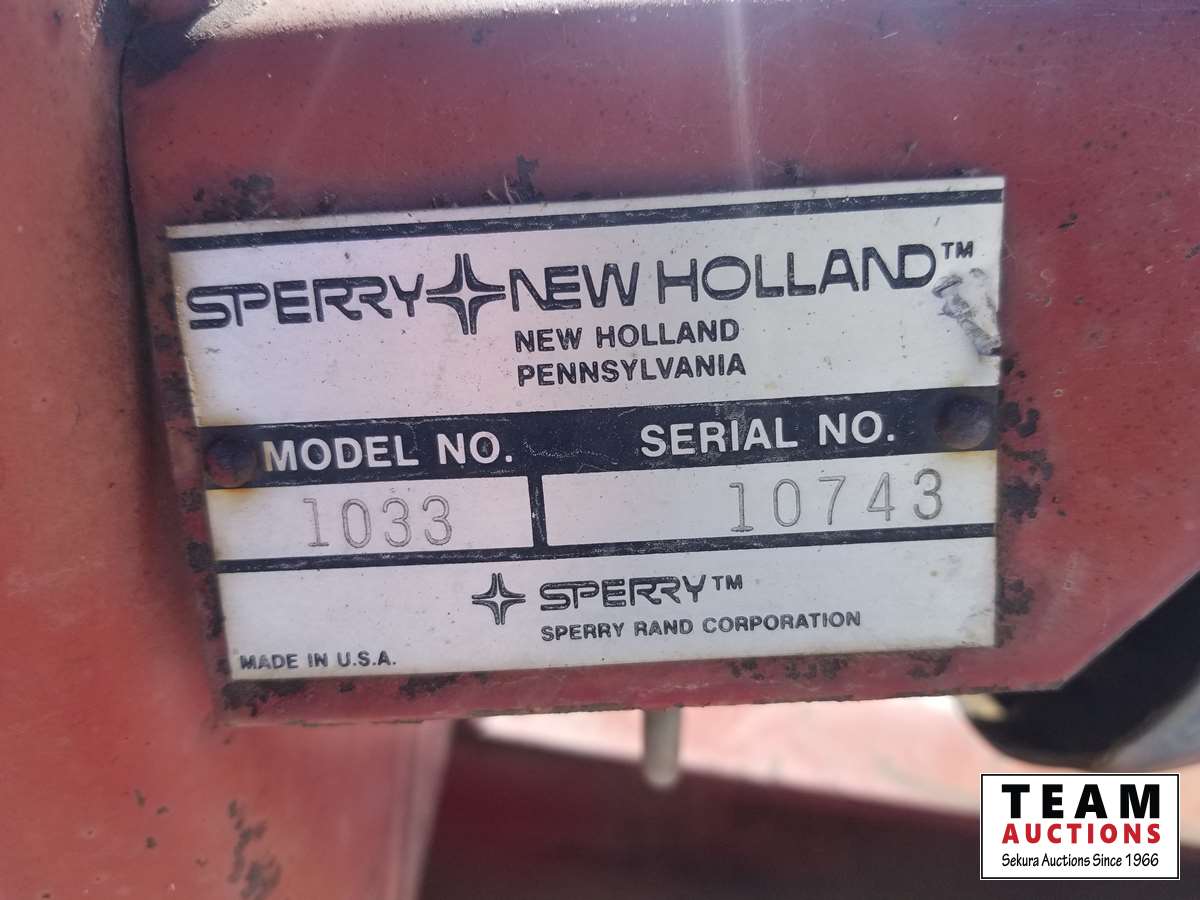 SPERRY NEW HOLLAND™
NEW HOLLAND
PENNSYLVANIA
MODEL NO. SERIAL NO.
1033 10743
SPERRY™
SPERRY RAND CORPORATION
MADE IN U.S.A.
TEAM
AUCTIONS
Sekura Auctions Since 1966